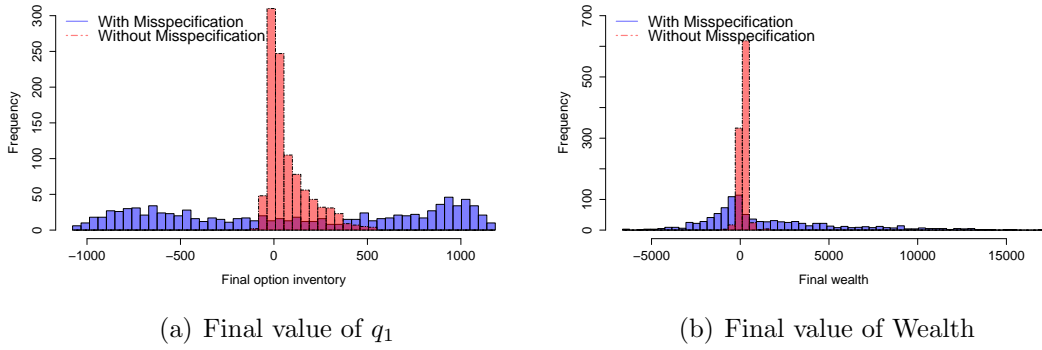 With Misspecification
Without Misspecification
Frequency
0 50 100 150 200 250 300
−1000 −500 0 500 1000
Final option inventory
(a) Final value of q1
With Misspecification
Without Misspecification
Frequency
0 100 300 500 700
−5000 0 5000 10000 15000
Final wealth
(b) Final value of Wealth